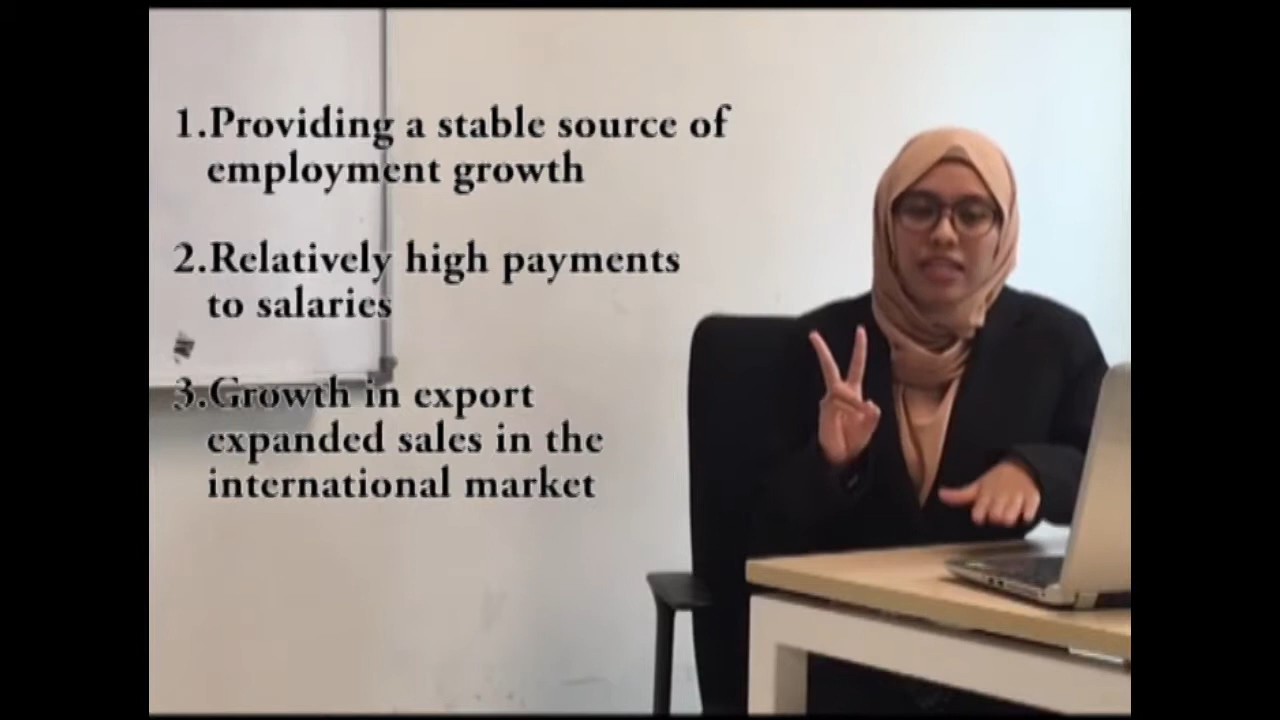 1.Providing a stable source of
employment growth
2.Relatively high payments
to salaries
3.Growth in export
expanded sales in the
international market